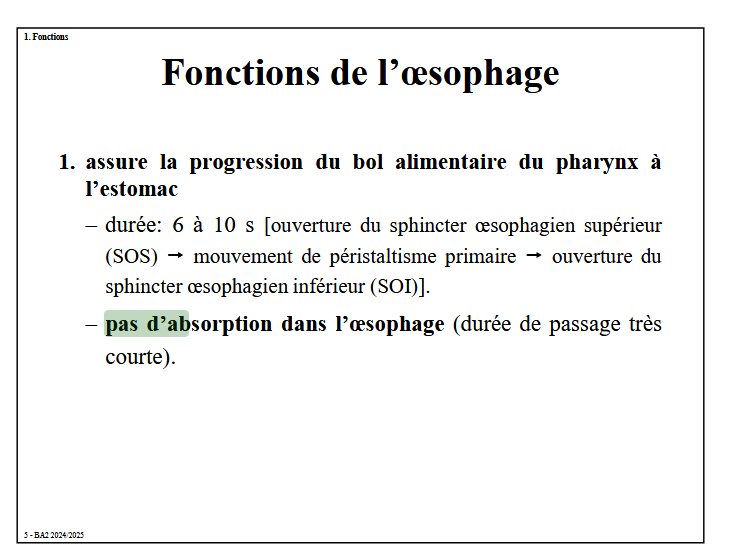 1. Fonctions
Fonctions de l’œsophage
1. assure la progression du bol alimentaire du pharynx à
l’estomac
– durée: 6 à 10 s [ouverture du sphincter œsophagien supérieur
(SOS) → mouvement de péristaltisme primaire → ouverture du
sphincter œsophagien inférieur (SOI)].
– pas d’absorption dans l’œsophage (durée de passage très
courte).
5 - BA2 2024/2025